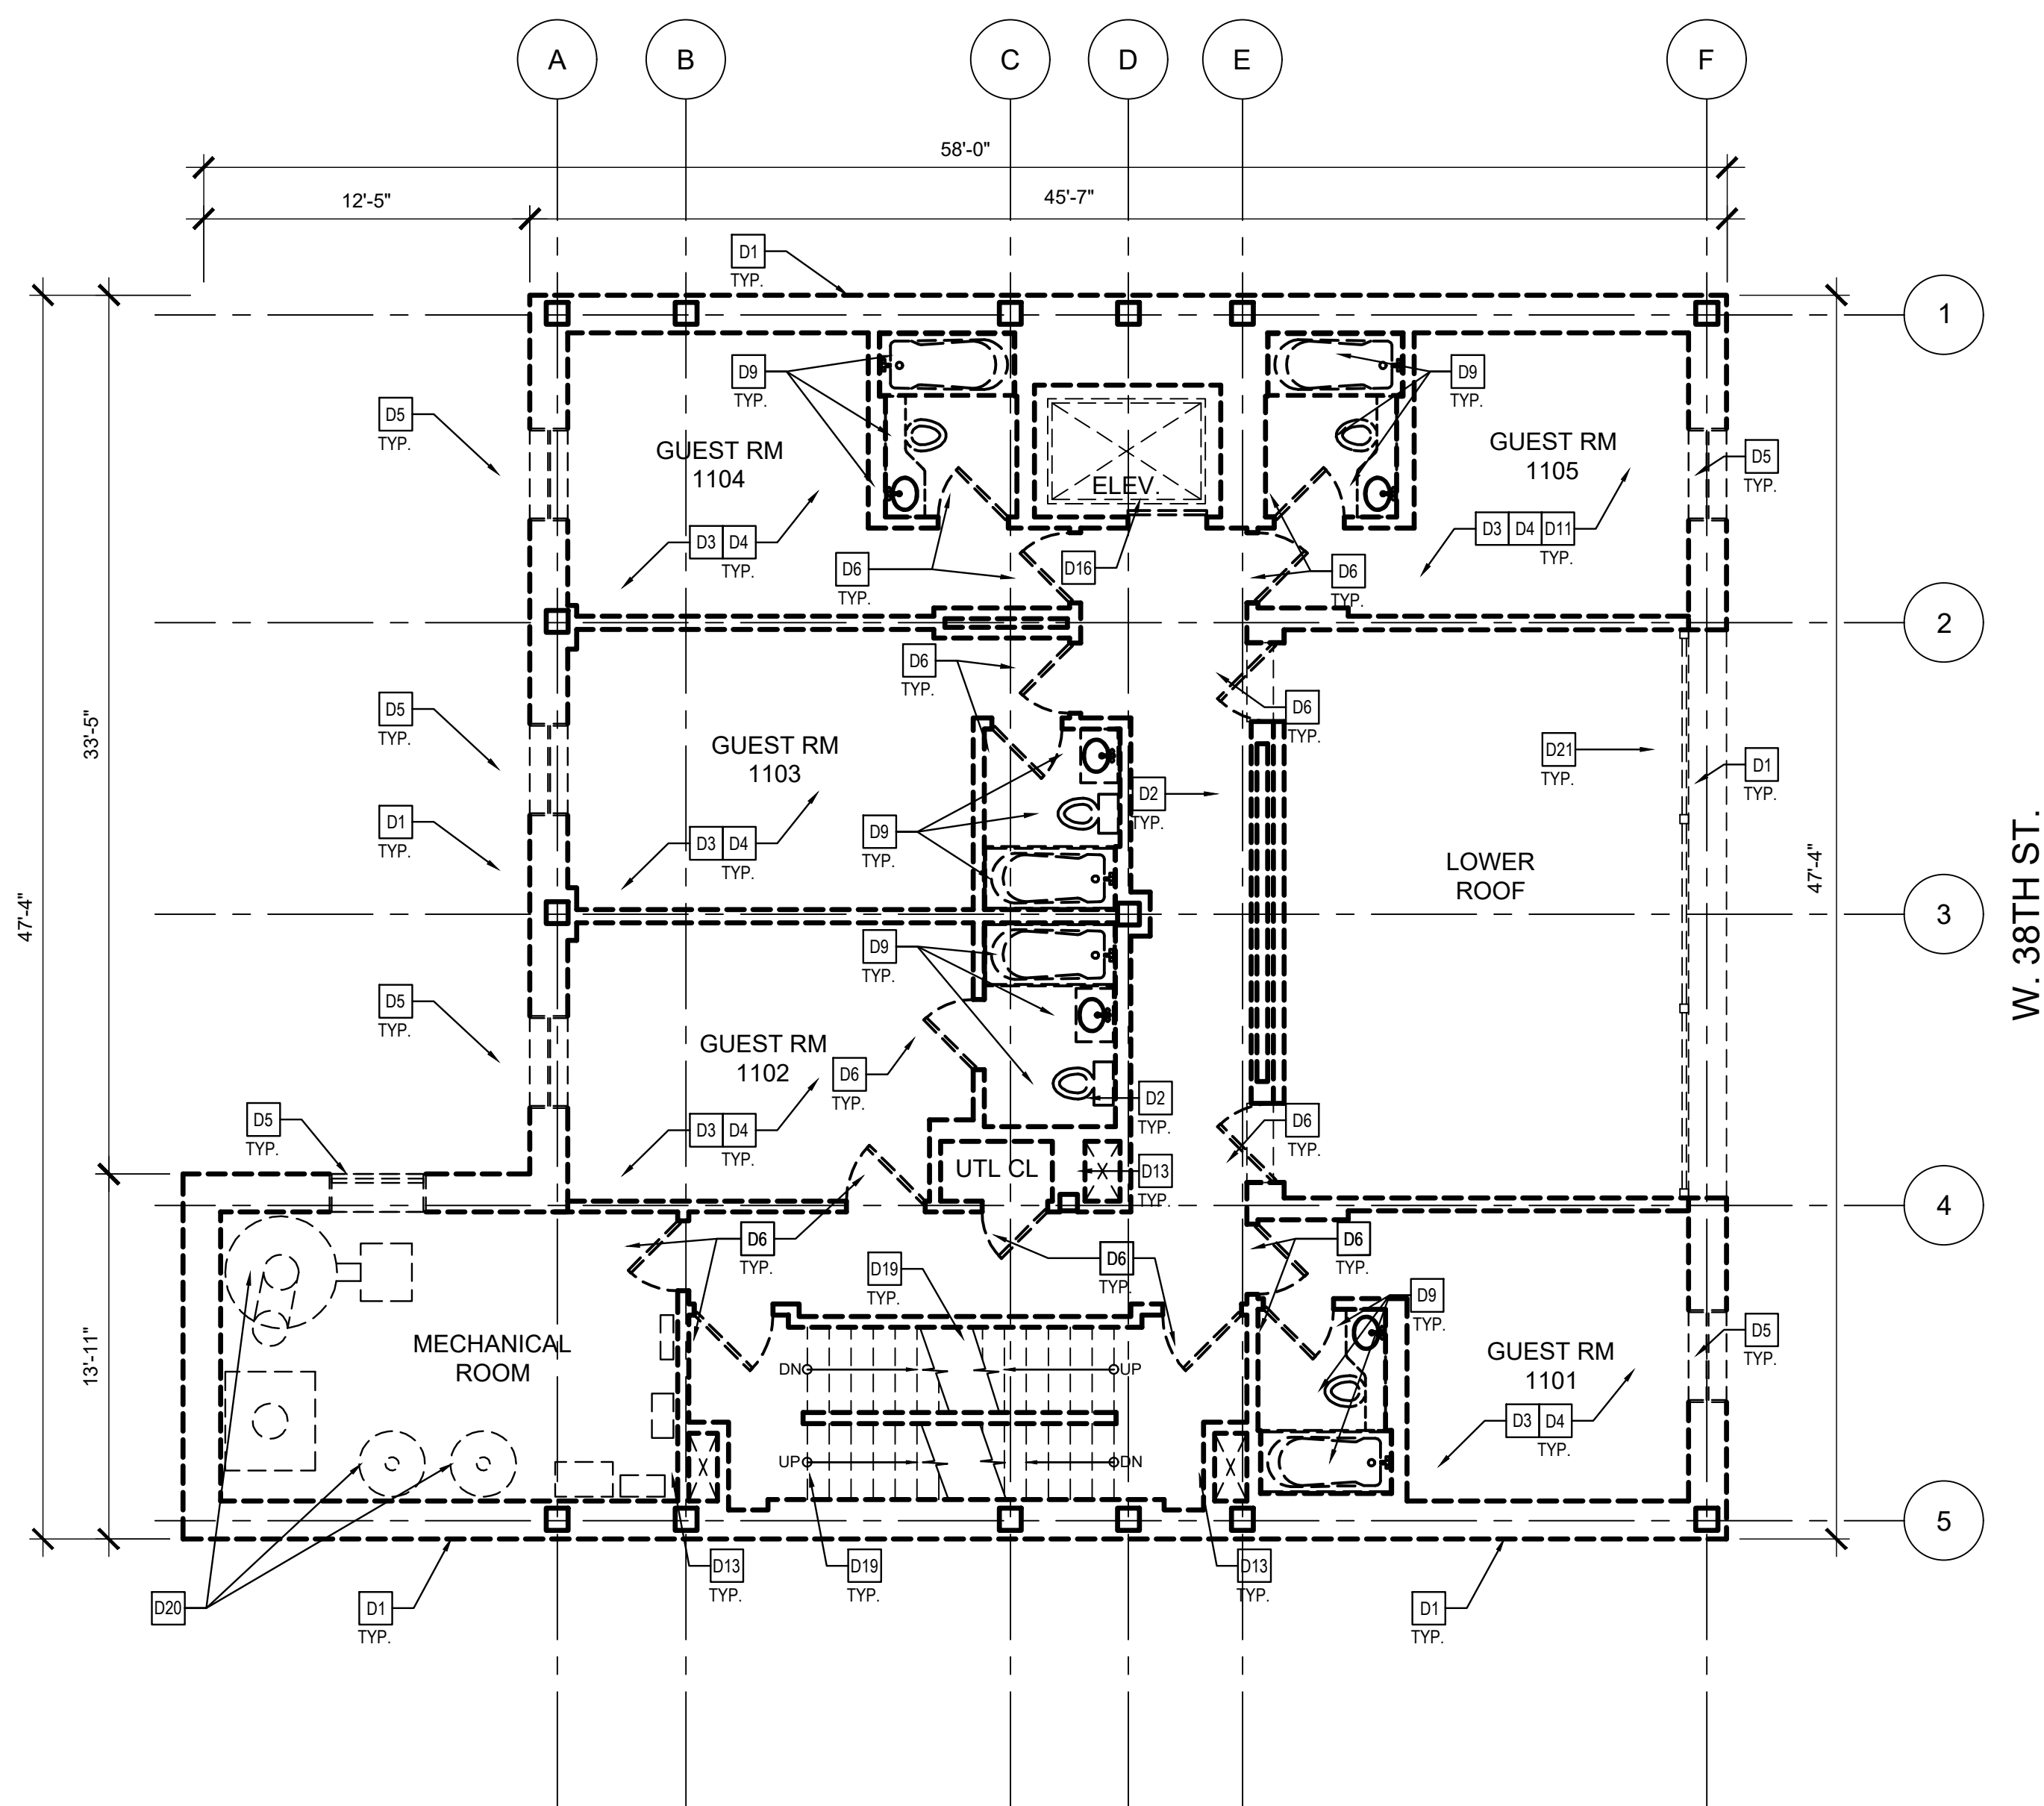 A
B
C
D
E
F
58'-0"
12'-5"
45'-7"
D1
TYP.
1
D9
TYP.
D9
TYP.
D5
TYP.
GUEST RM
1104
ELEV.
GUEST RM
1105
D5
TYP.
D3 D4
TYP.
D3 D4 D11
TYP.
D6
TYP.
D16
D6
TYP.
2
D6
TYP.
D5
TYP.
D6
TYP.
33'-5"
GUEST RM
1103
D21
TYP.
D1
TYP.
D2
TYP.
D1
TYP.
D3 D4
TYP.
D9
TYP.
LOWER
ROOF
47'-4"
47'-4"
W. 38TH ST.
3
D9
TYP.
D5
TYP.
GUEST RM
1102
D6
TYP.
D2
TYP.
D5
TYP.
D3 D4
TYP.
D6
TYP.
UTL CL
D13
TYP.
4
D6
TYP.
D19
TYP.
D6
TYP.
D6
TYP.
D9
TYP.
13'-11"
MECHANICAL
ROOM
DN
UP
GUEST RM
1101
D5
TYP.
D3 D4
TYP.
UP
DN
5
D13
TYP.
D19
TYP.
D13
TYP.
D20
D1
TYP.
D1
TYP.